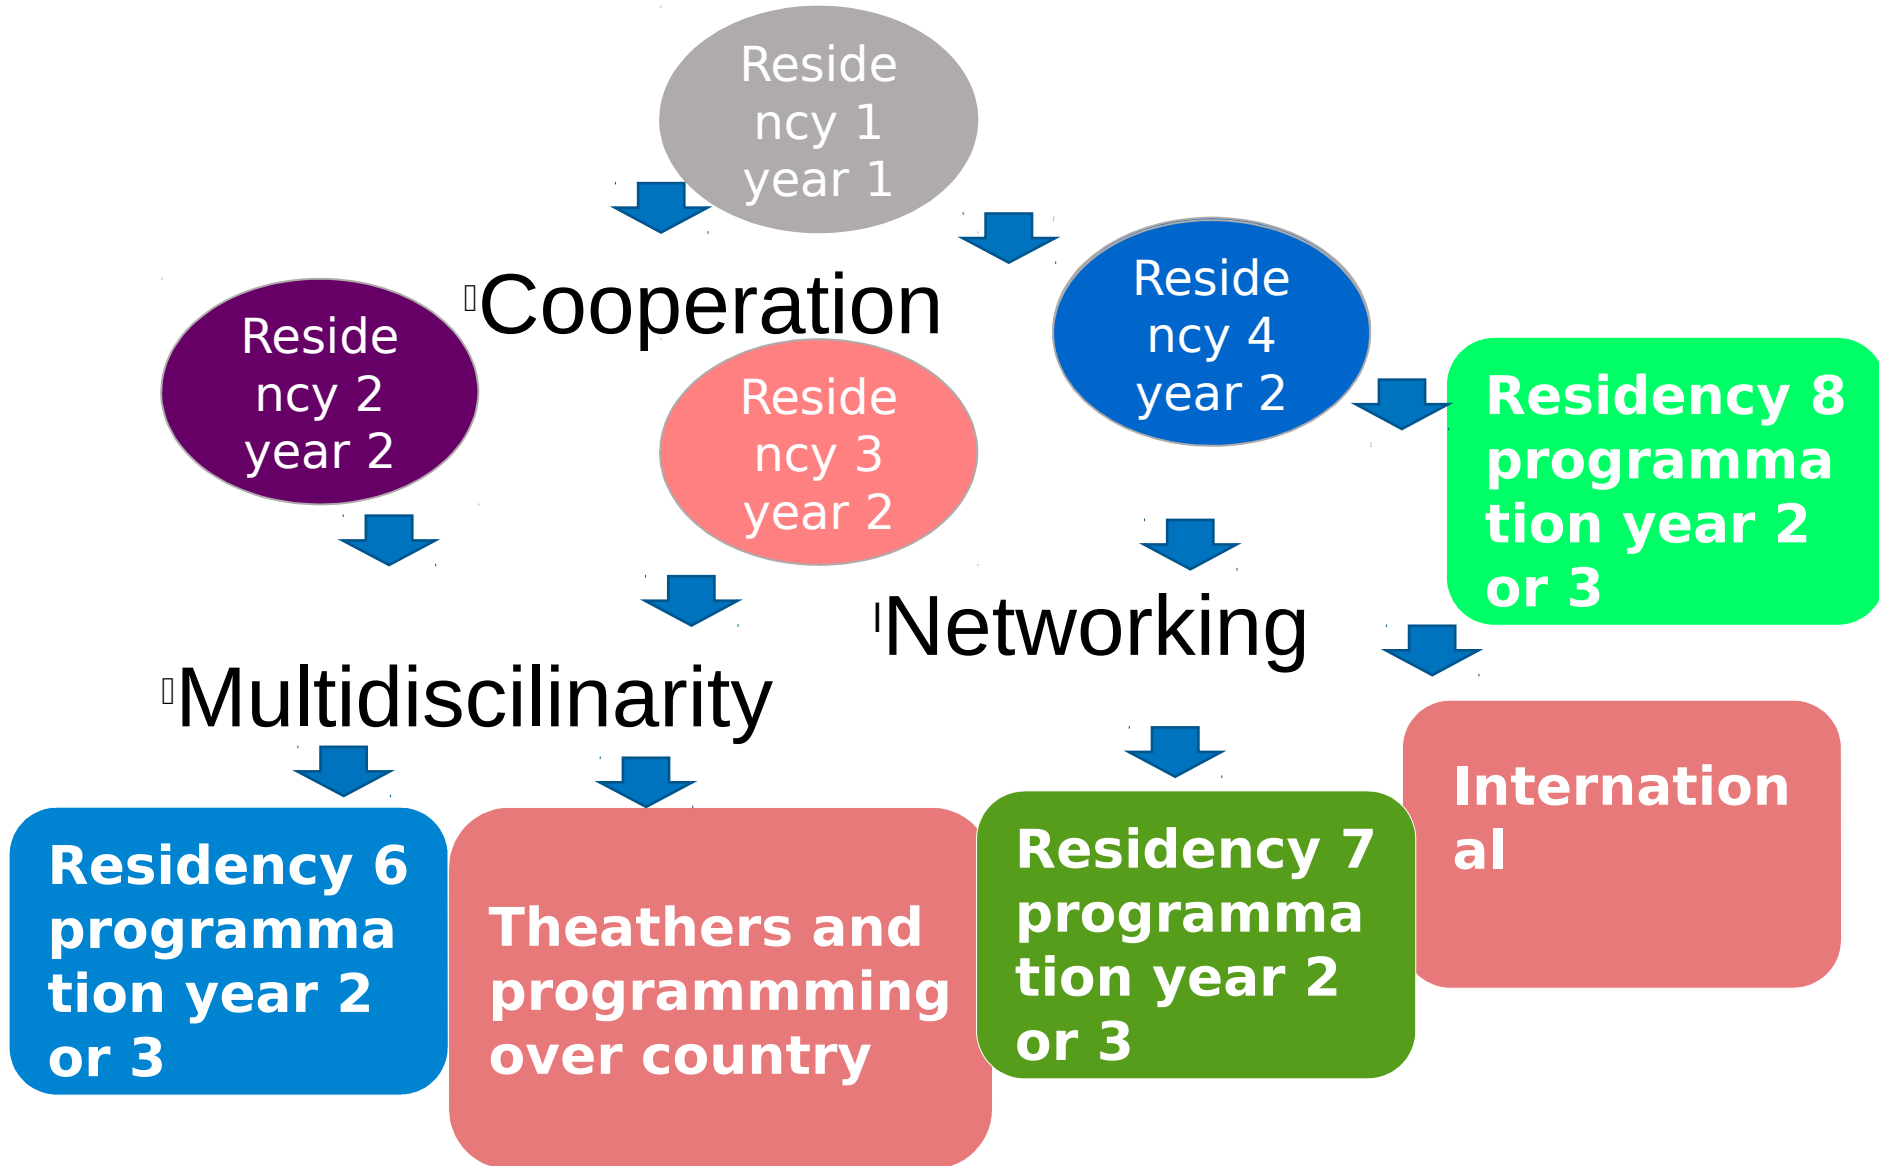 Reside
ncy 1
year 1
Cooperation
Reside
ncy 2
year 2
Reside
ncy 3
year 2
Reside
ncy 4
year 2
Residency 8
programma
tion year 2
or 3
Networking
Multidiscilinarity
Internation
al
Residency 6
programma
tion year 2
or 3
Theathers and
programmming
over country
Residency 7
programma
tion year 2
or 3